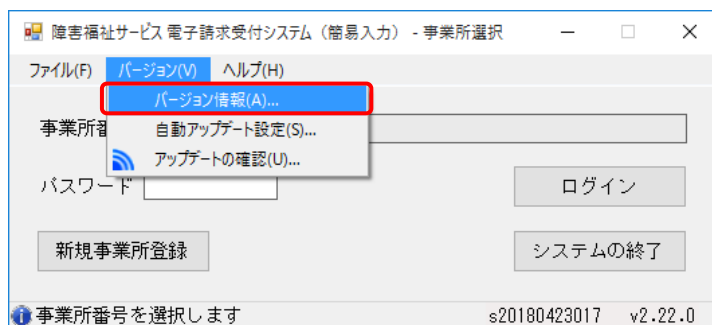 障害福祉サービス 電子請求受付システム（簡易入力） - 事業所選択
ファイル(F) バージョン(V) ヘルプ(H)
バージョン情報(A)...
事業所番
自動アップデート設定(S)...
アップデートの確認(U)...
パスワード
ログイン
新規事業所登録
システムの終了
事業所番号を選択します
s20180423017 v2.22.0